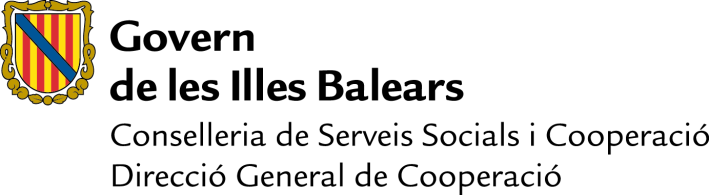 Govern
de les Illes Balears
Conselleria de Serveis Socials i Cooperació
Direcció General de Cooperació